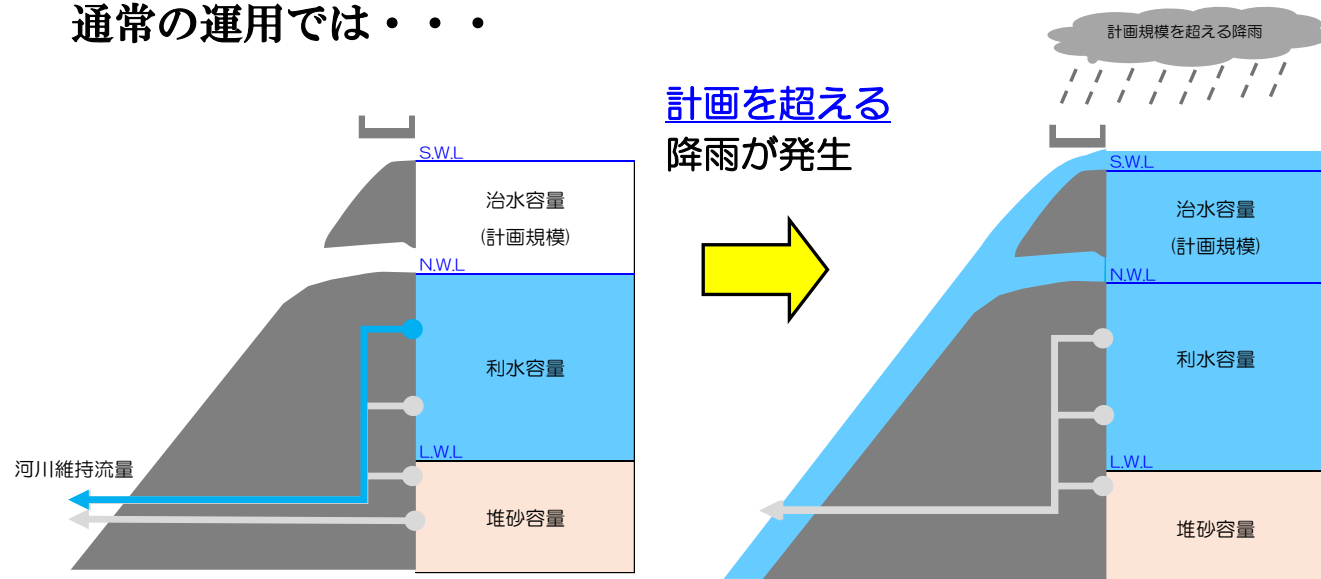 通常の運用では・・・
S.W.L
治水容量
(計画規模)
N.W.L
利水容量
L.W.L
河川維持流量
堆砂容量
計画を超える
降雨が発生
計画規模を超える降雨
S.W.L
治水容量
(計画規模)
N.W.L
利水容量
L.W.L
堆砂容量